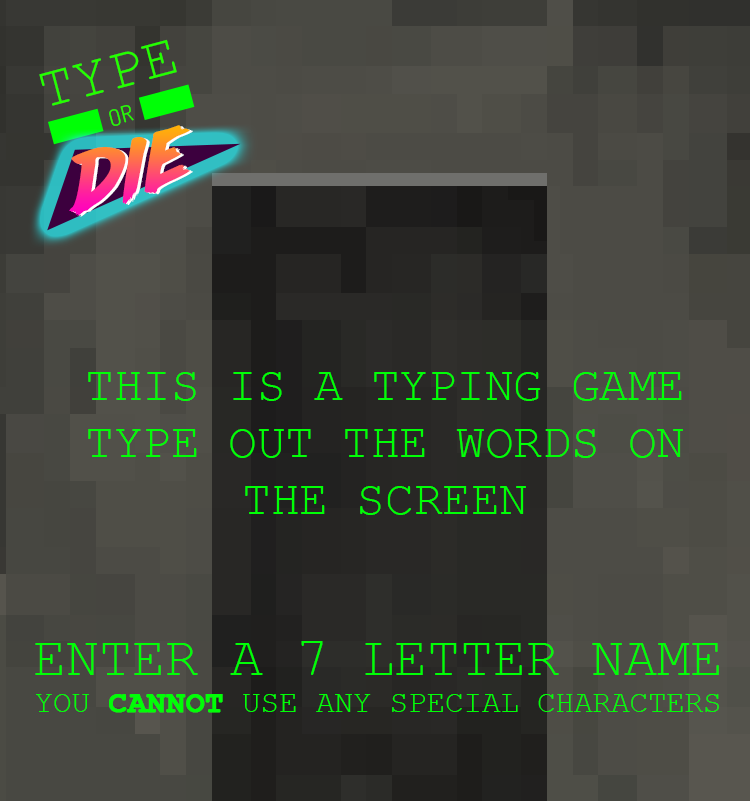 TYPE
OR
DIE
THIS IS A TYPING GAME
TYPE OUT THE WORDS ON
THE SCREEN
ENTER A 7 LETTER NAME
YOU CANNOT USE ANY SPECIAL CHARACTERS